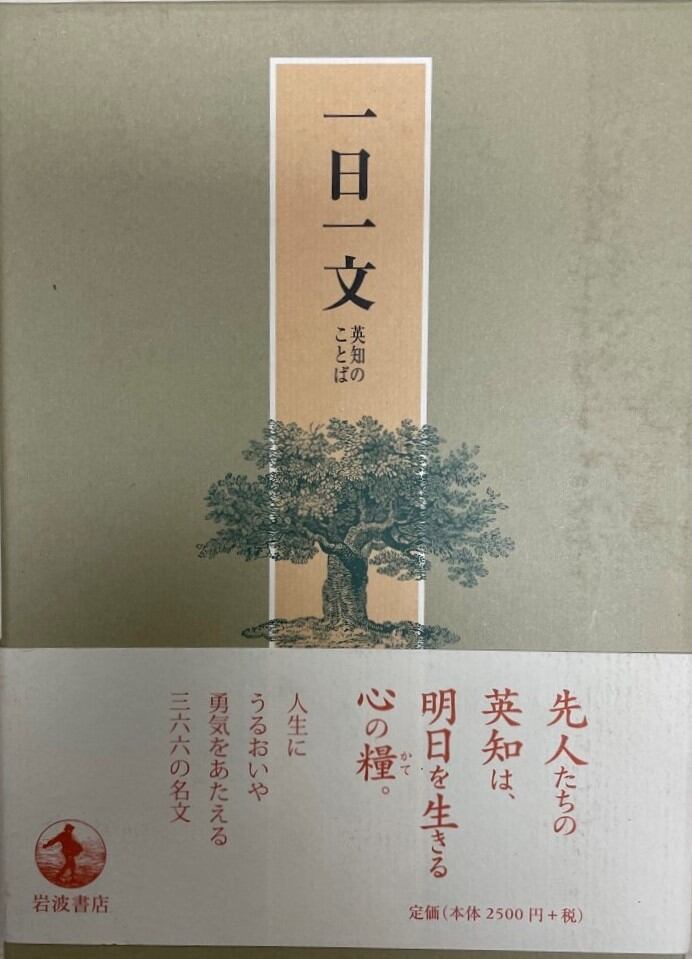 一日一文
英知の
ことば
先人たちの
英知は、
明日を生きる
心の糧。
かて
人生に
うるおいや
勇気をあたえる
三六六の名文
岩波書店
定価(本体 2500 円+税)